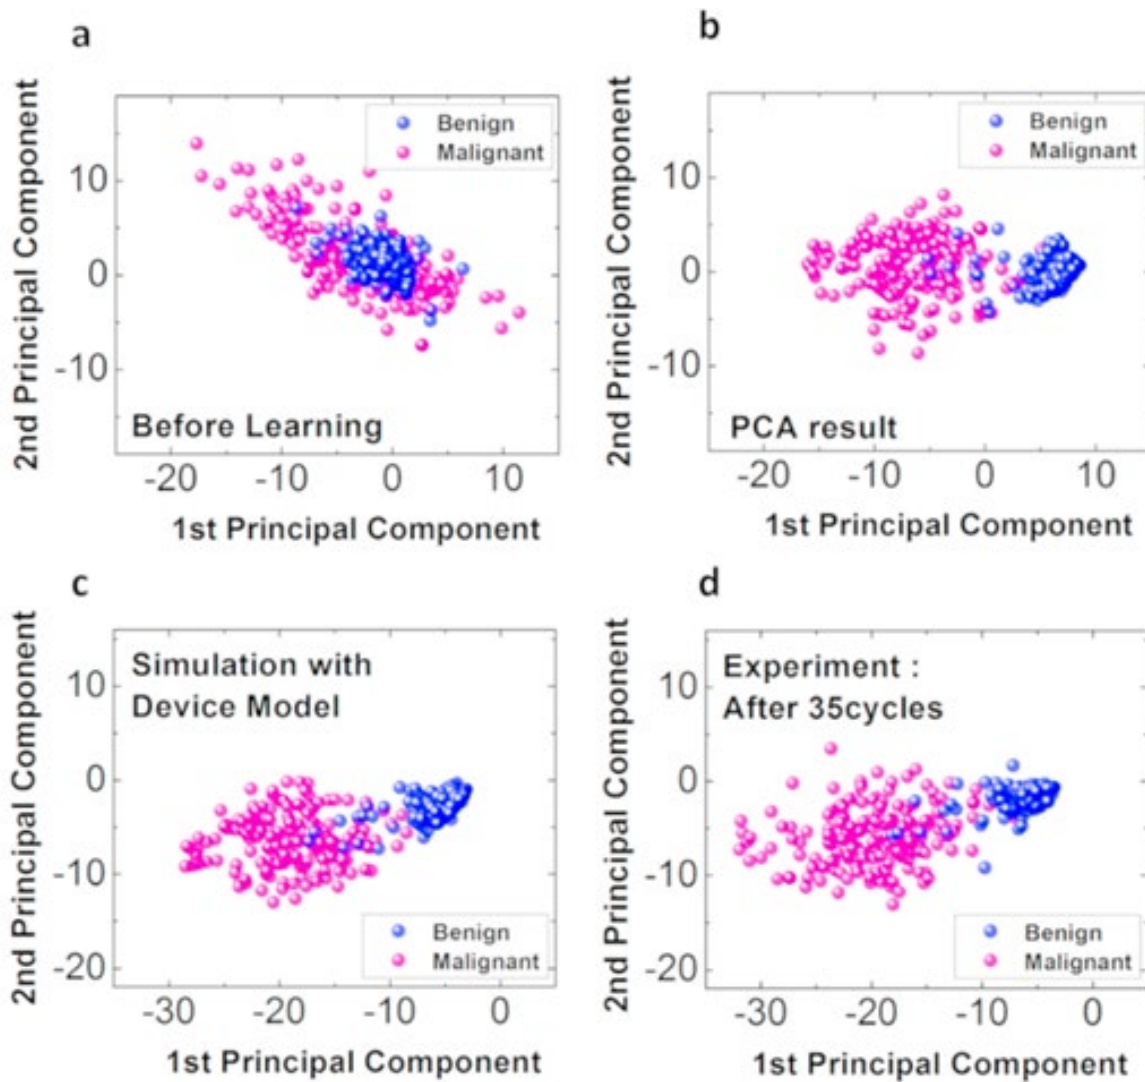 a
2nd Principal Component
10
0
-10
Benign
Malignant
Before Learning
-20 -10 0 10
1st Principal Component
b
2nd Principal Component
10
0
-10
Benign
Malignant
PCA result
-20 -10 0 10
1st Principal Component
c
2nd Principal Component
10
0
-10
-20
Simulation with
Device Model
Benign
Malignant
-30 -20 -10 0
1st Principal Component
d
2nd Principal Component
10
0
-10
-20
Experiment :
After 35cycles
Benign
Malignant
-30 -20 -10 0
1st Principal Component